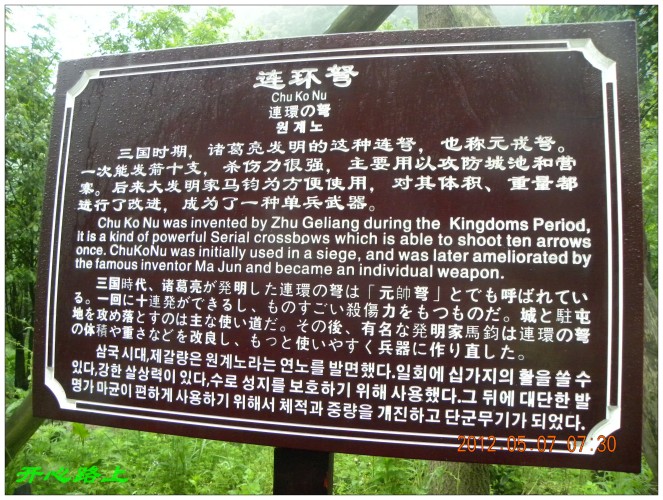 连环弩
Chu Ko Nu
連環の弩
원계노
三国时期，诸葛亮发明的这种连弩，也称元戎弩。
一次能发箭十支，杀伤力很强，主要用以攻防城池和营
寨。后来大发明家马钧为方便使用，对其体积、重量都
进行了改进，成为了一种单兵武器。
Chu Ko Nu was invented by Zhu Geliang during the Kingdoms Period,
it is a kind of powerful Serial crossbows which is able to shoot ten arrows
once. ChuKoNu was initially used in a siege, and was later ameliorated by
the famous inventor Ma Jun and became an individual weapon.
三国時代、诸葛亮が発明した連環の弩は「元帥弩」とでも呼ばれてい
る。一回に十連発ができるし、ものすごい殺傷力をもつものだ。城と駐屯
地を攻め落とすのは主な使い道だ。その後、有名な発明家馬鈞は連環の弩
の体積や重さなどを改良し、もっと使いやすく兵器に作り直した。
삼국 시대,제갈량은 원계노라는 연노를 발면했다.일회에 십가지의 활을 쏠 수
있다,강한 살상력이 있다,수로 성지를 보호하기 위해 사용했다.그 뒤에 대단한 발
명가 마균이 편하게 사용하기 위해서 체적과 중량을 개진하고 단군무기가 되었다.
2012.05.07 07:30
开心路上